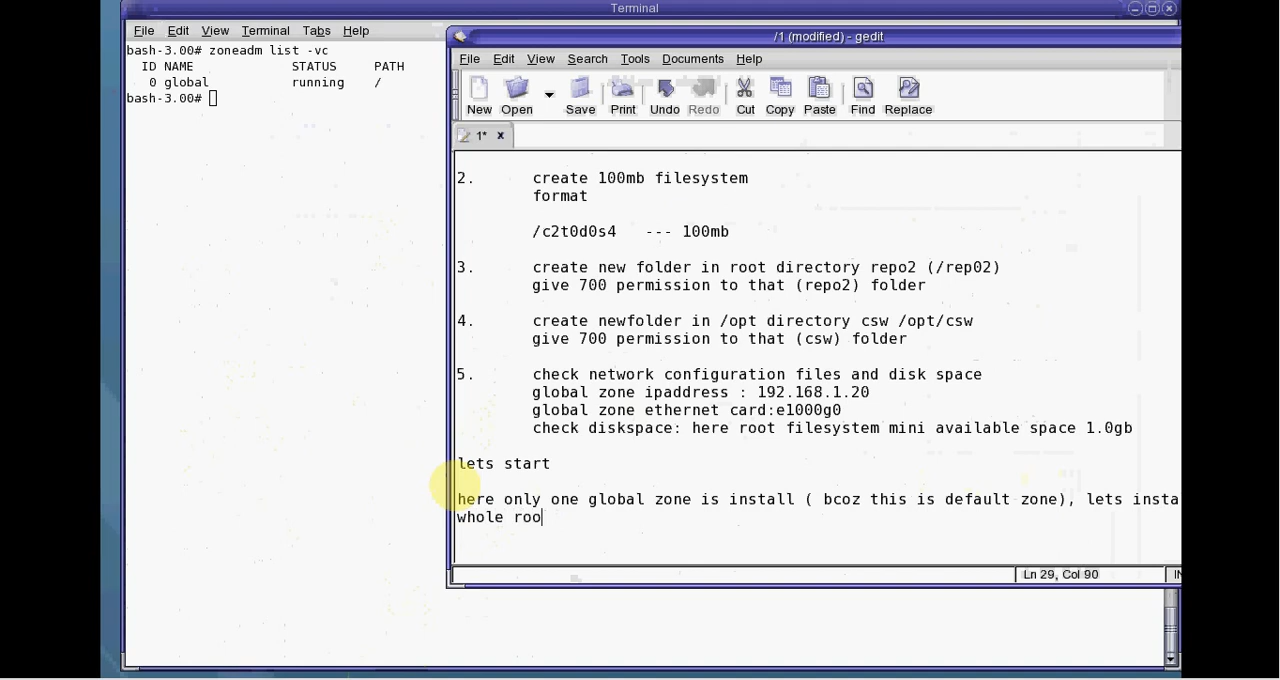 Terminal
File Edit View Terminal Tabs Help
bash-3.00# zoneadm list -vc
ID NAME STATUS PATH
0 global running /
bash-3.00#
/1 (modified) - gedit
File Edit View Search Tools Documents Help
New Open Save Print Undo Redo Cut Copy Paste Find Replace
1* x
2. create 100mb filesystem
format
/c2t0d0s4 --- 100mb
3. create new folder in root directory repo2 (/rep02)
give 700 permission to that (repo2) folder
4. create newfolder in /opt directory csw /opt/csw
give 700 permission to that (csw) folder
5. check network configuration files and disk space
global zone ipaddress : 192.168.1.20
global zone ethernet card:e1000g0
check diskspace: here root filesystem mini available space 1.0gb
lets start
here only one global zone is install ( bcoz this is default zone), lets insta
whole roo
Ln 29, Col 90